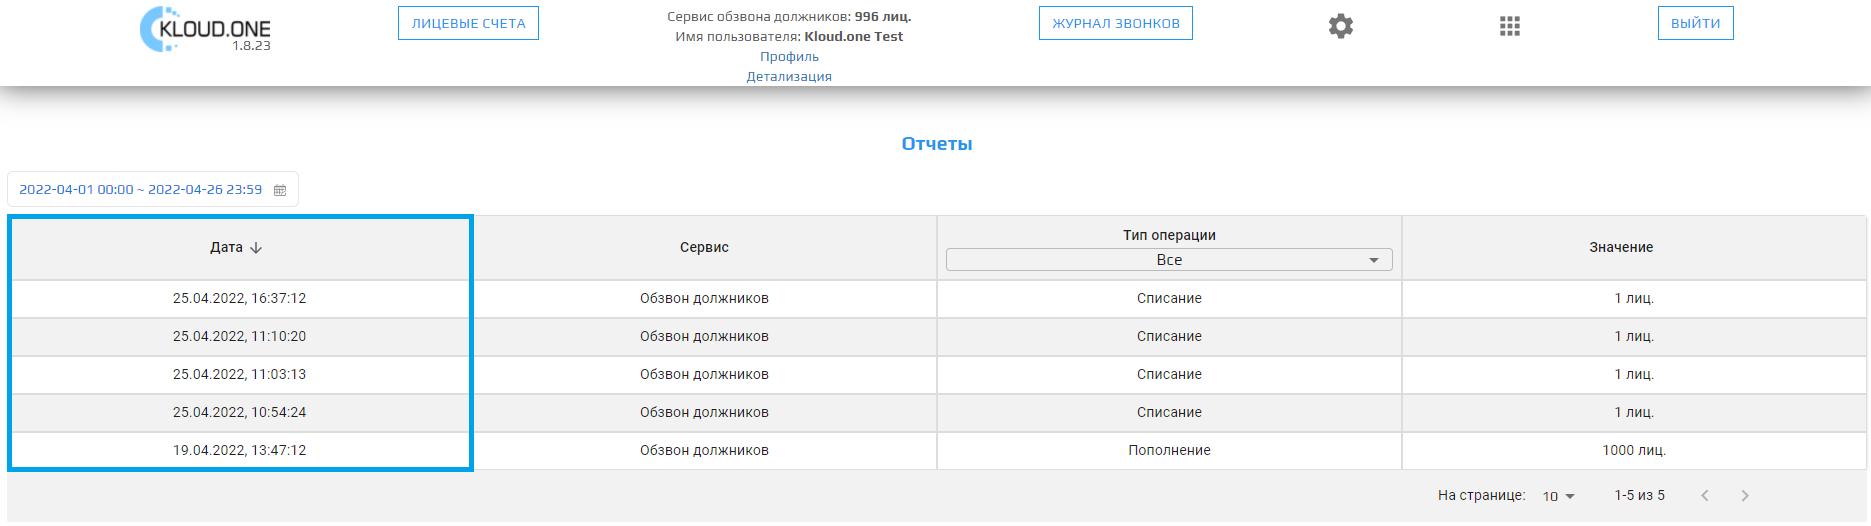 KLOUD.ONE
1.8.23
ЛИЦЕВЫЕ СЧЕТА
Сервис обзвона должников: 996 лиц.
Имя пользователя: Kloud.one Test
Профиль
Детализация
ЖУРНАЛ ЗВОНКОВ
ВЫЙТИ
Отчеты
2022-04-01 00:00 ~ 2022-04-26 23:59
Дата Сервис Тип операции Значение
Все
25.04.2022, 16:37:12 Обзвон должников Списание 1 лиц.
25.04.2022, 11:10:20 Обзвон должников Списание 1 лиц.
25.04.2022, 11:03:13 Обзвон должников Списание 1 лиц.
25.04.2022, 10:54:24 Обзвон должников Списание 1 лиц.
19.04.2022, 13:47:12 Обзвон должников Пополнение 1000 лиц.
На странице: 10 1-5 из 5